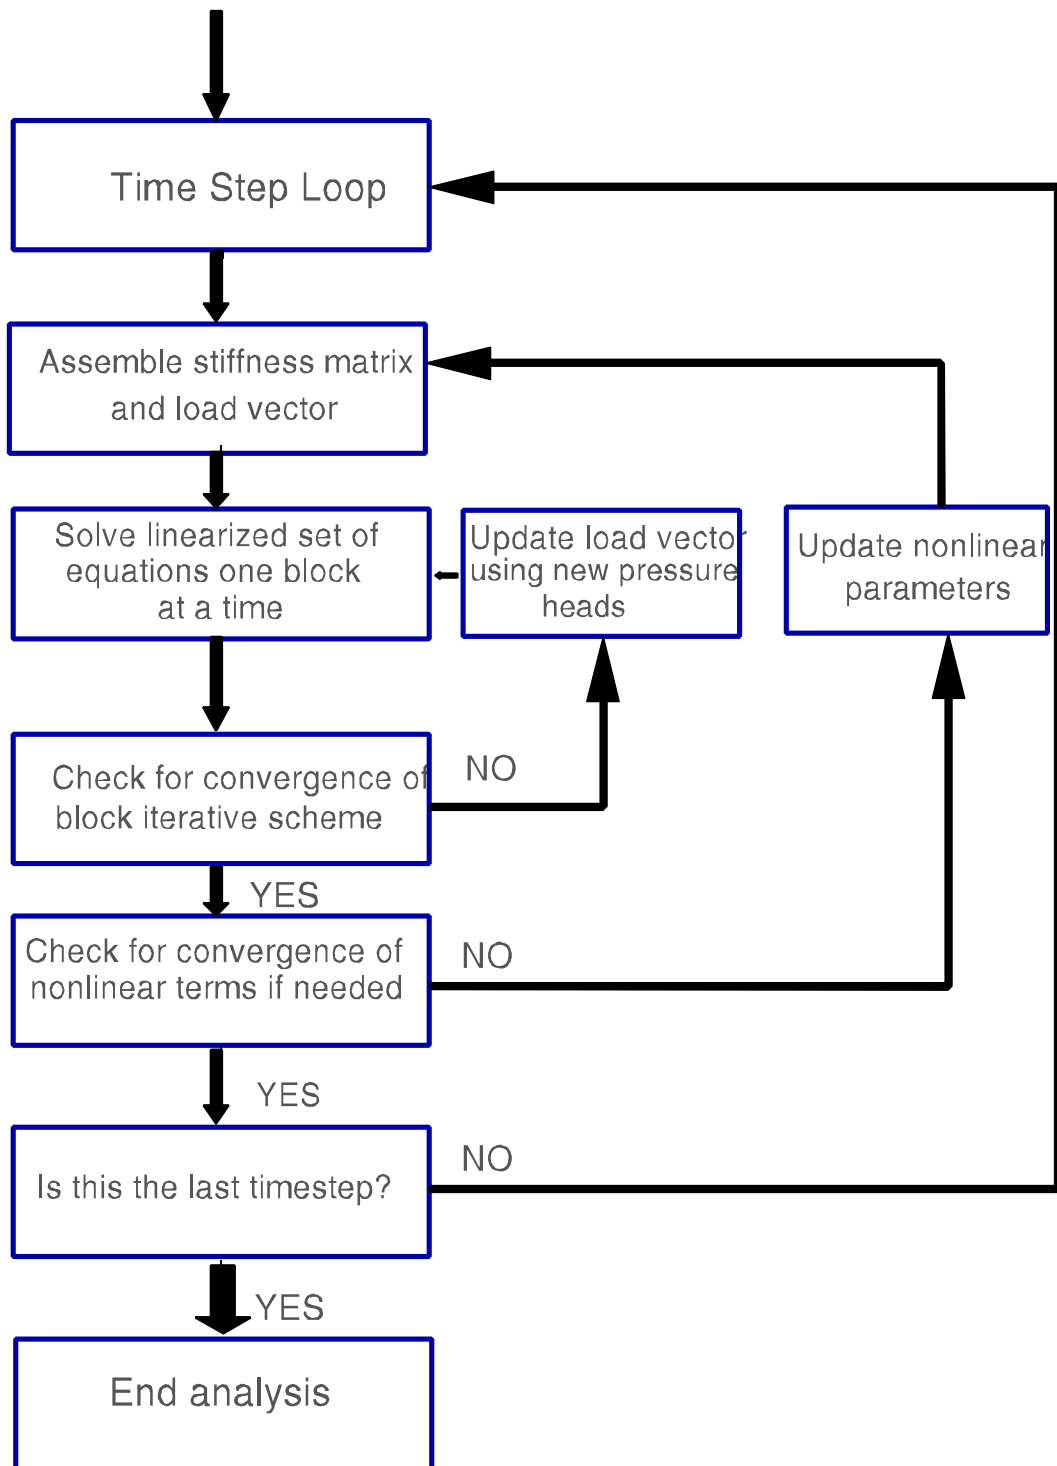 Time Step Loop
Assemble stiffness matrix
and load vector
Solve linearized set of
equations one block
at a time
Update load vector
using new pressure
heads
Update nonlinear
parameters
Check for convergence of
block iterative scheme
NO
YES
Check for convergence of
nonlinear terms if needed
NO
YES
Is this the last timestep?
NO
YES
End analysis